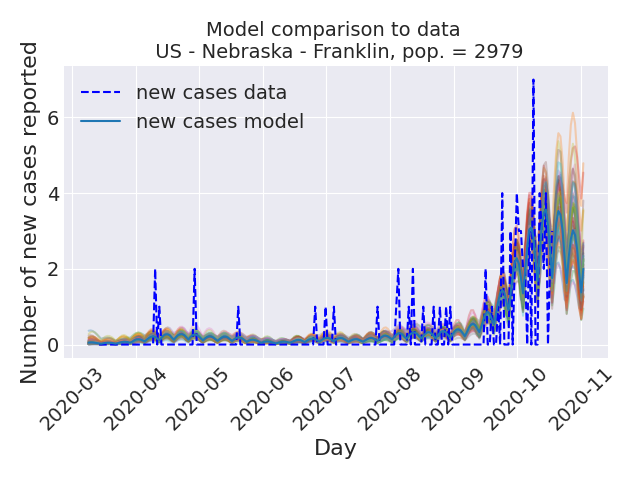 Model comparison to data
US - Nebraska - Franklin, pop. = 2979
Number of new cases reported
new cases data
new cases model
6
4
2
0
2020-03
2020-04
2020-05
2020-06
2020-07
2020-08
2020-09
2020-10
2020-11
Day